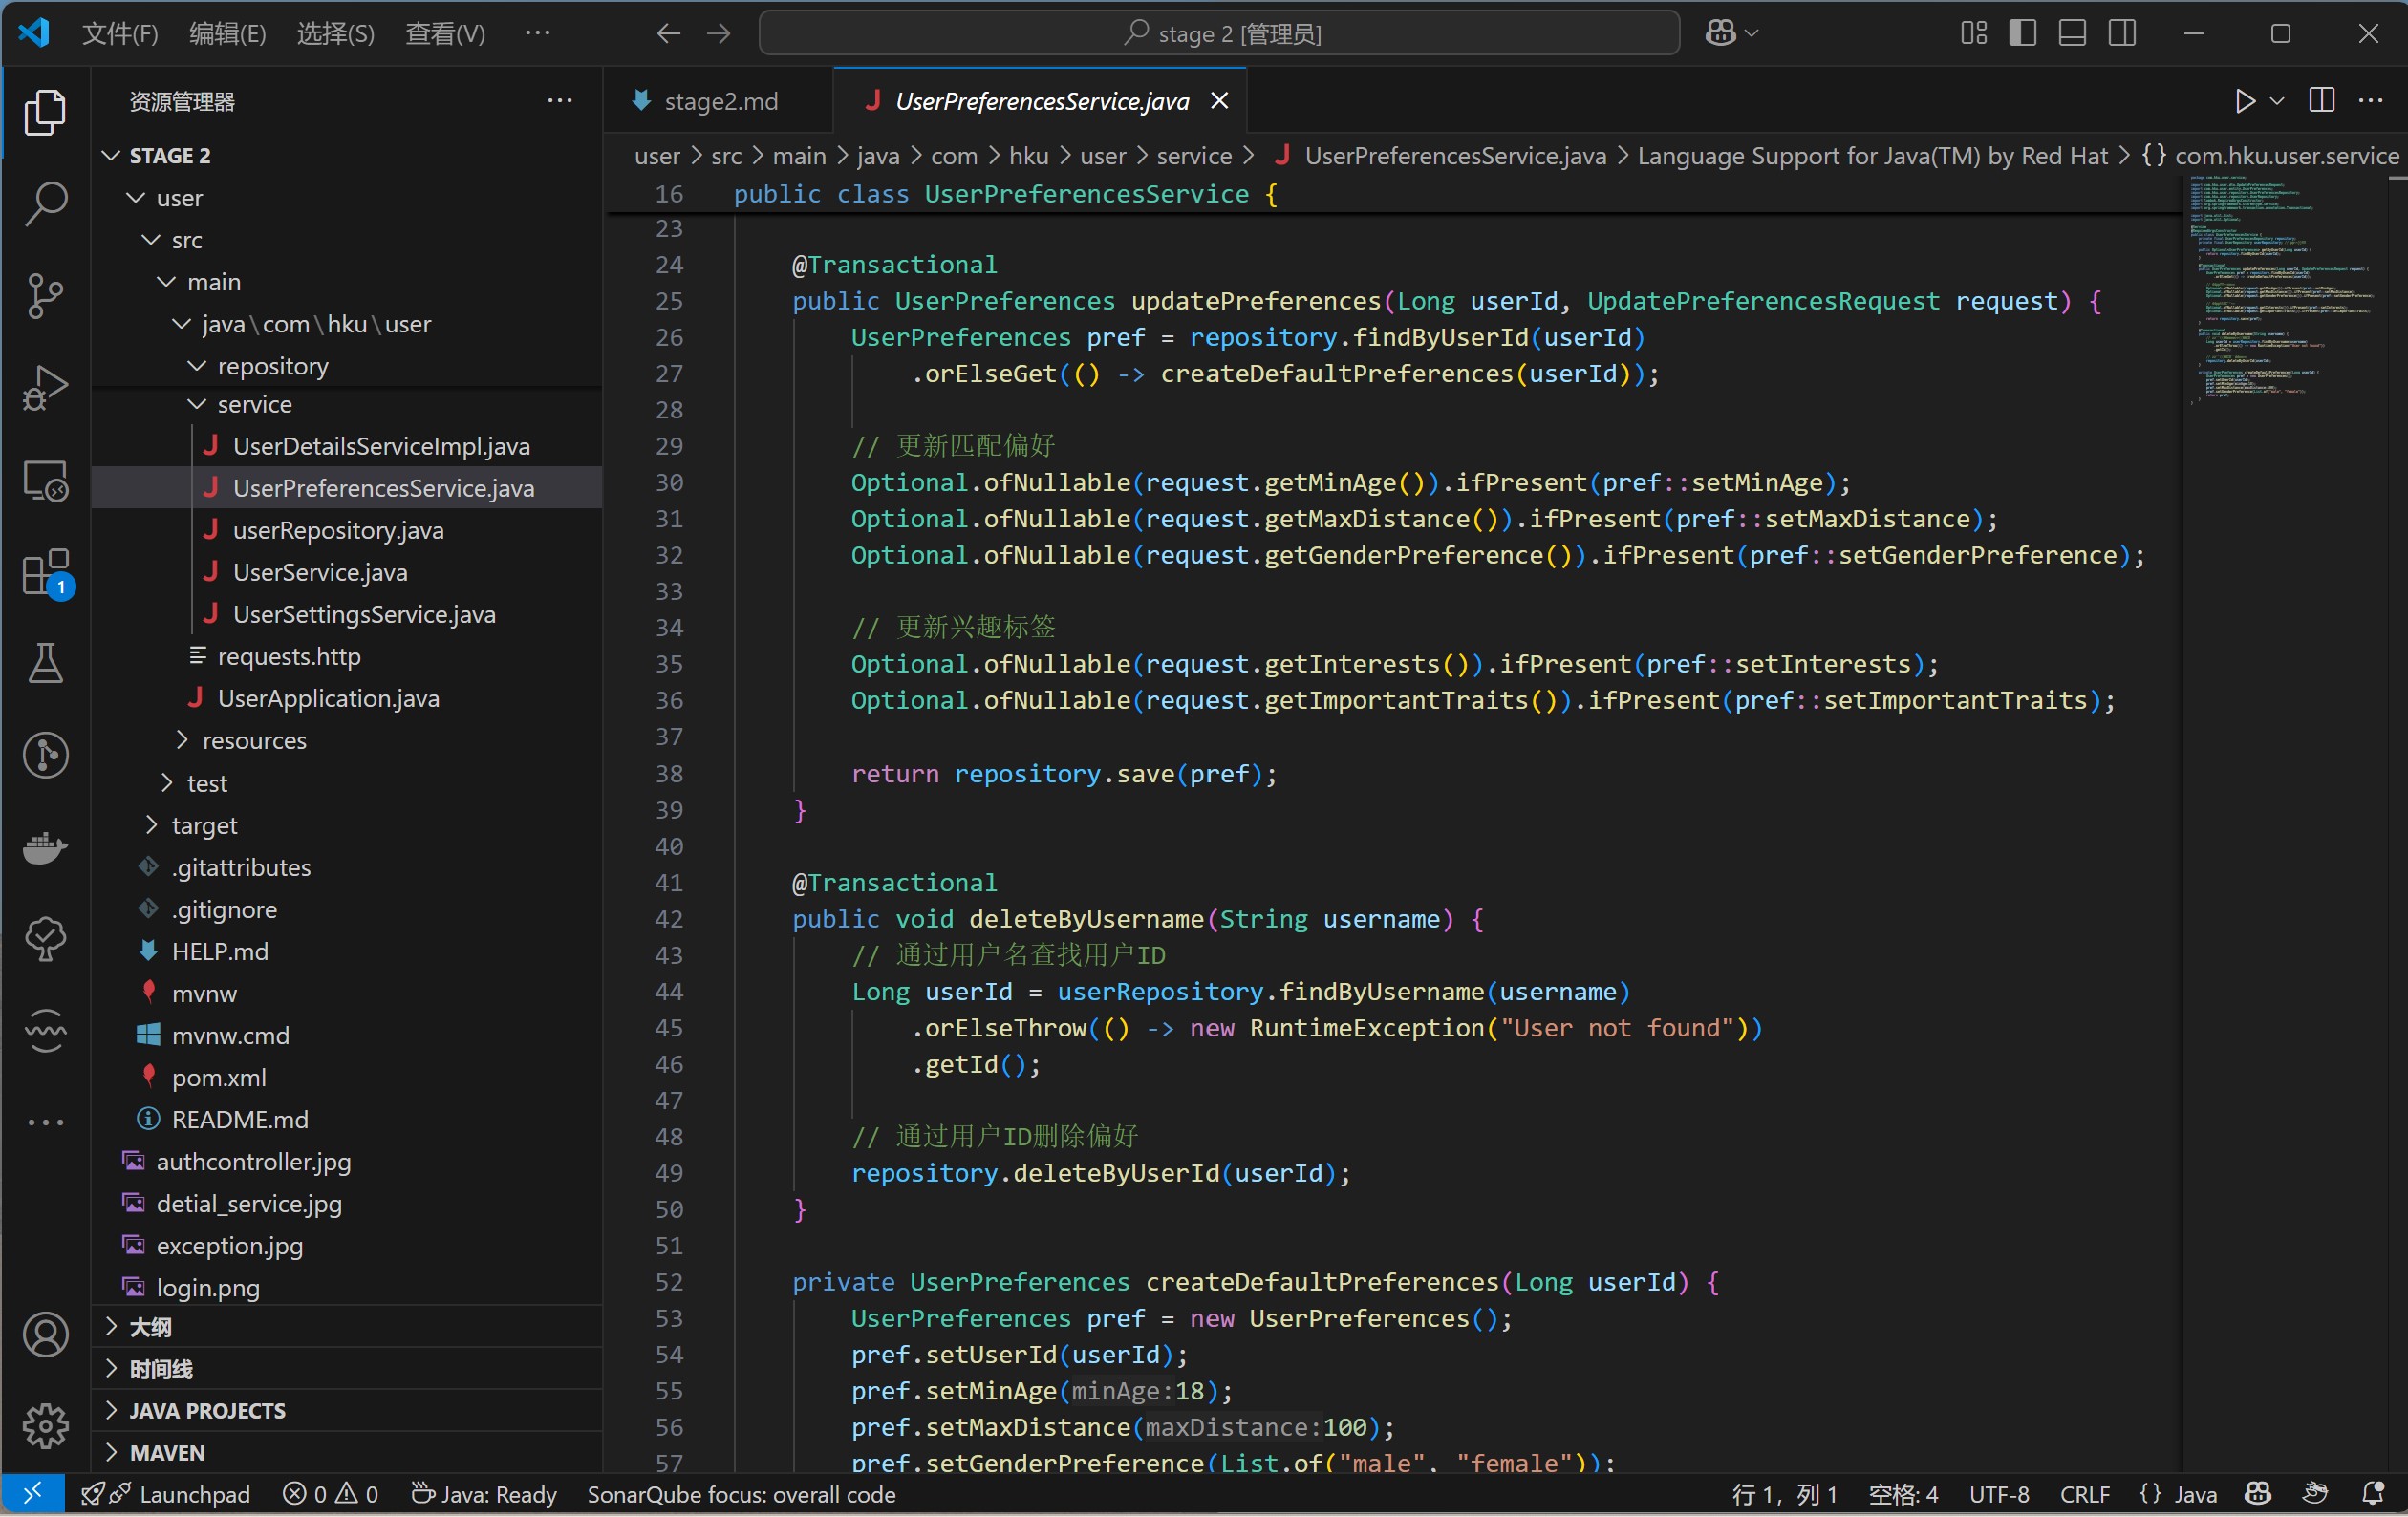 文件(F) 编辑(E) 选择(S) 查看(V) ··· stage 2 [管理员]
资源管理器 ···
STAGE 2
user
src
main
java\com\hku\user
repository
service
UserDetailsServiceImpl.java
UserPreferencesService.java
userRepository.java
UserService.java
UserSettingsService.java
requests.http
UserApplication.java
resources
test
target
.gitattributes
.gitignore
HELP.md
mvnw
mvnw.cmd
pom.xml
README.md
authcontroller.jpg
detial_service.jpg
exception.jpg
login.png
大纲
时间线
JAVA PROJECTS
MAVEN
1
stage2.md UserPreferencesService.java
user > src > main > java > com > hku > user > service > UserPreferencesService.java > Language Support for Java(TM) by Red Hat > {} com.hku.user.service
16 public class UserPreferencesService {
23
24 @Transactional
25 public UserPreferences updatePreferences(Long userId, UpdatePreferencesRequest request) {
26 UserPreferences pref = repository.findByUserId(userId)
27 .orElseGet(() -> createDefaultPreferences(userId));
28
29 // 更新匹配偏好
30 Optional.ofNullable(request.getMinAge()).ifPresent(pref::setMinAge);
31 Optional.ofNullable(request.getMaxDistance()).ifPresent(pref::setMaxDistance);
32 Optional.ofNullable(request.getGenderPreference()).ifPresent(pref::setGenderPreference);
33
34 // 更新兴趣标签
35 Optional.ofNullable(request.getInterests()).ifPresent(pref::setInterests);
36 Optional.ofNullable(request.getImportantTraits()).ifPresent(pref::setImportantTraits);
37
38 return repository.save(pref);
39 }
40
41 @Transactional
42 public void deleteByUsername(String username) {
43 // 通过用户名查找用户ID
44 Long userId = userRepository.findByUsername(username)
45 .orElseThrow(() -> new RuntimeException("User not found"))
46 .getId();
47
48 // 通过用户ID删除偏好
49 repository.deleteByUserId(userId);
50 }
51
52 private UserPreferences createDefaultPreferences(Long userId) {
53 UserPreferences pref = new UserPreferences();
54 pref.setUserId(userId);
55 pref.setMinAge(minAge:18);
56 pref.setMaxDistance(maxDistance:100);
57 pref.setGenderPreference(List.of("male", "female"));
Launchpad 0 0 Java: Ready SonarQube focus: overall code 行 1, 列 1 空格: 4 UTF-8 CRLF {} Java